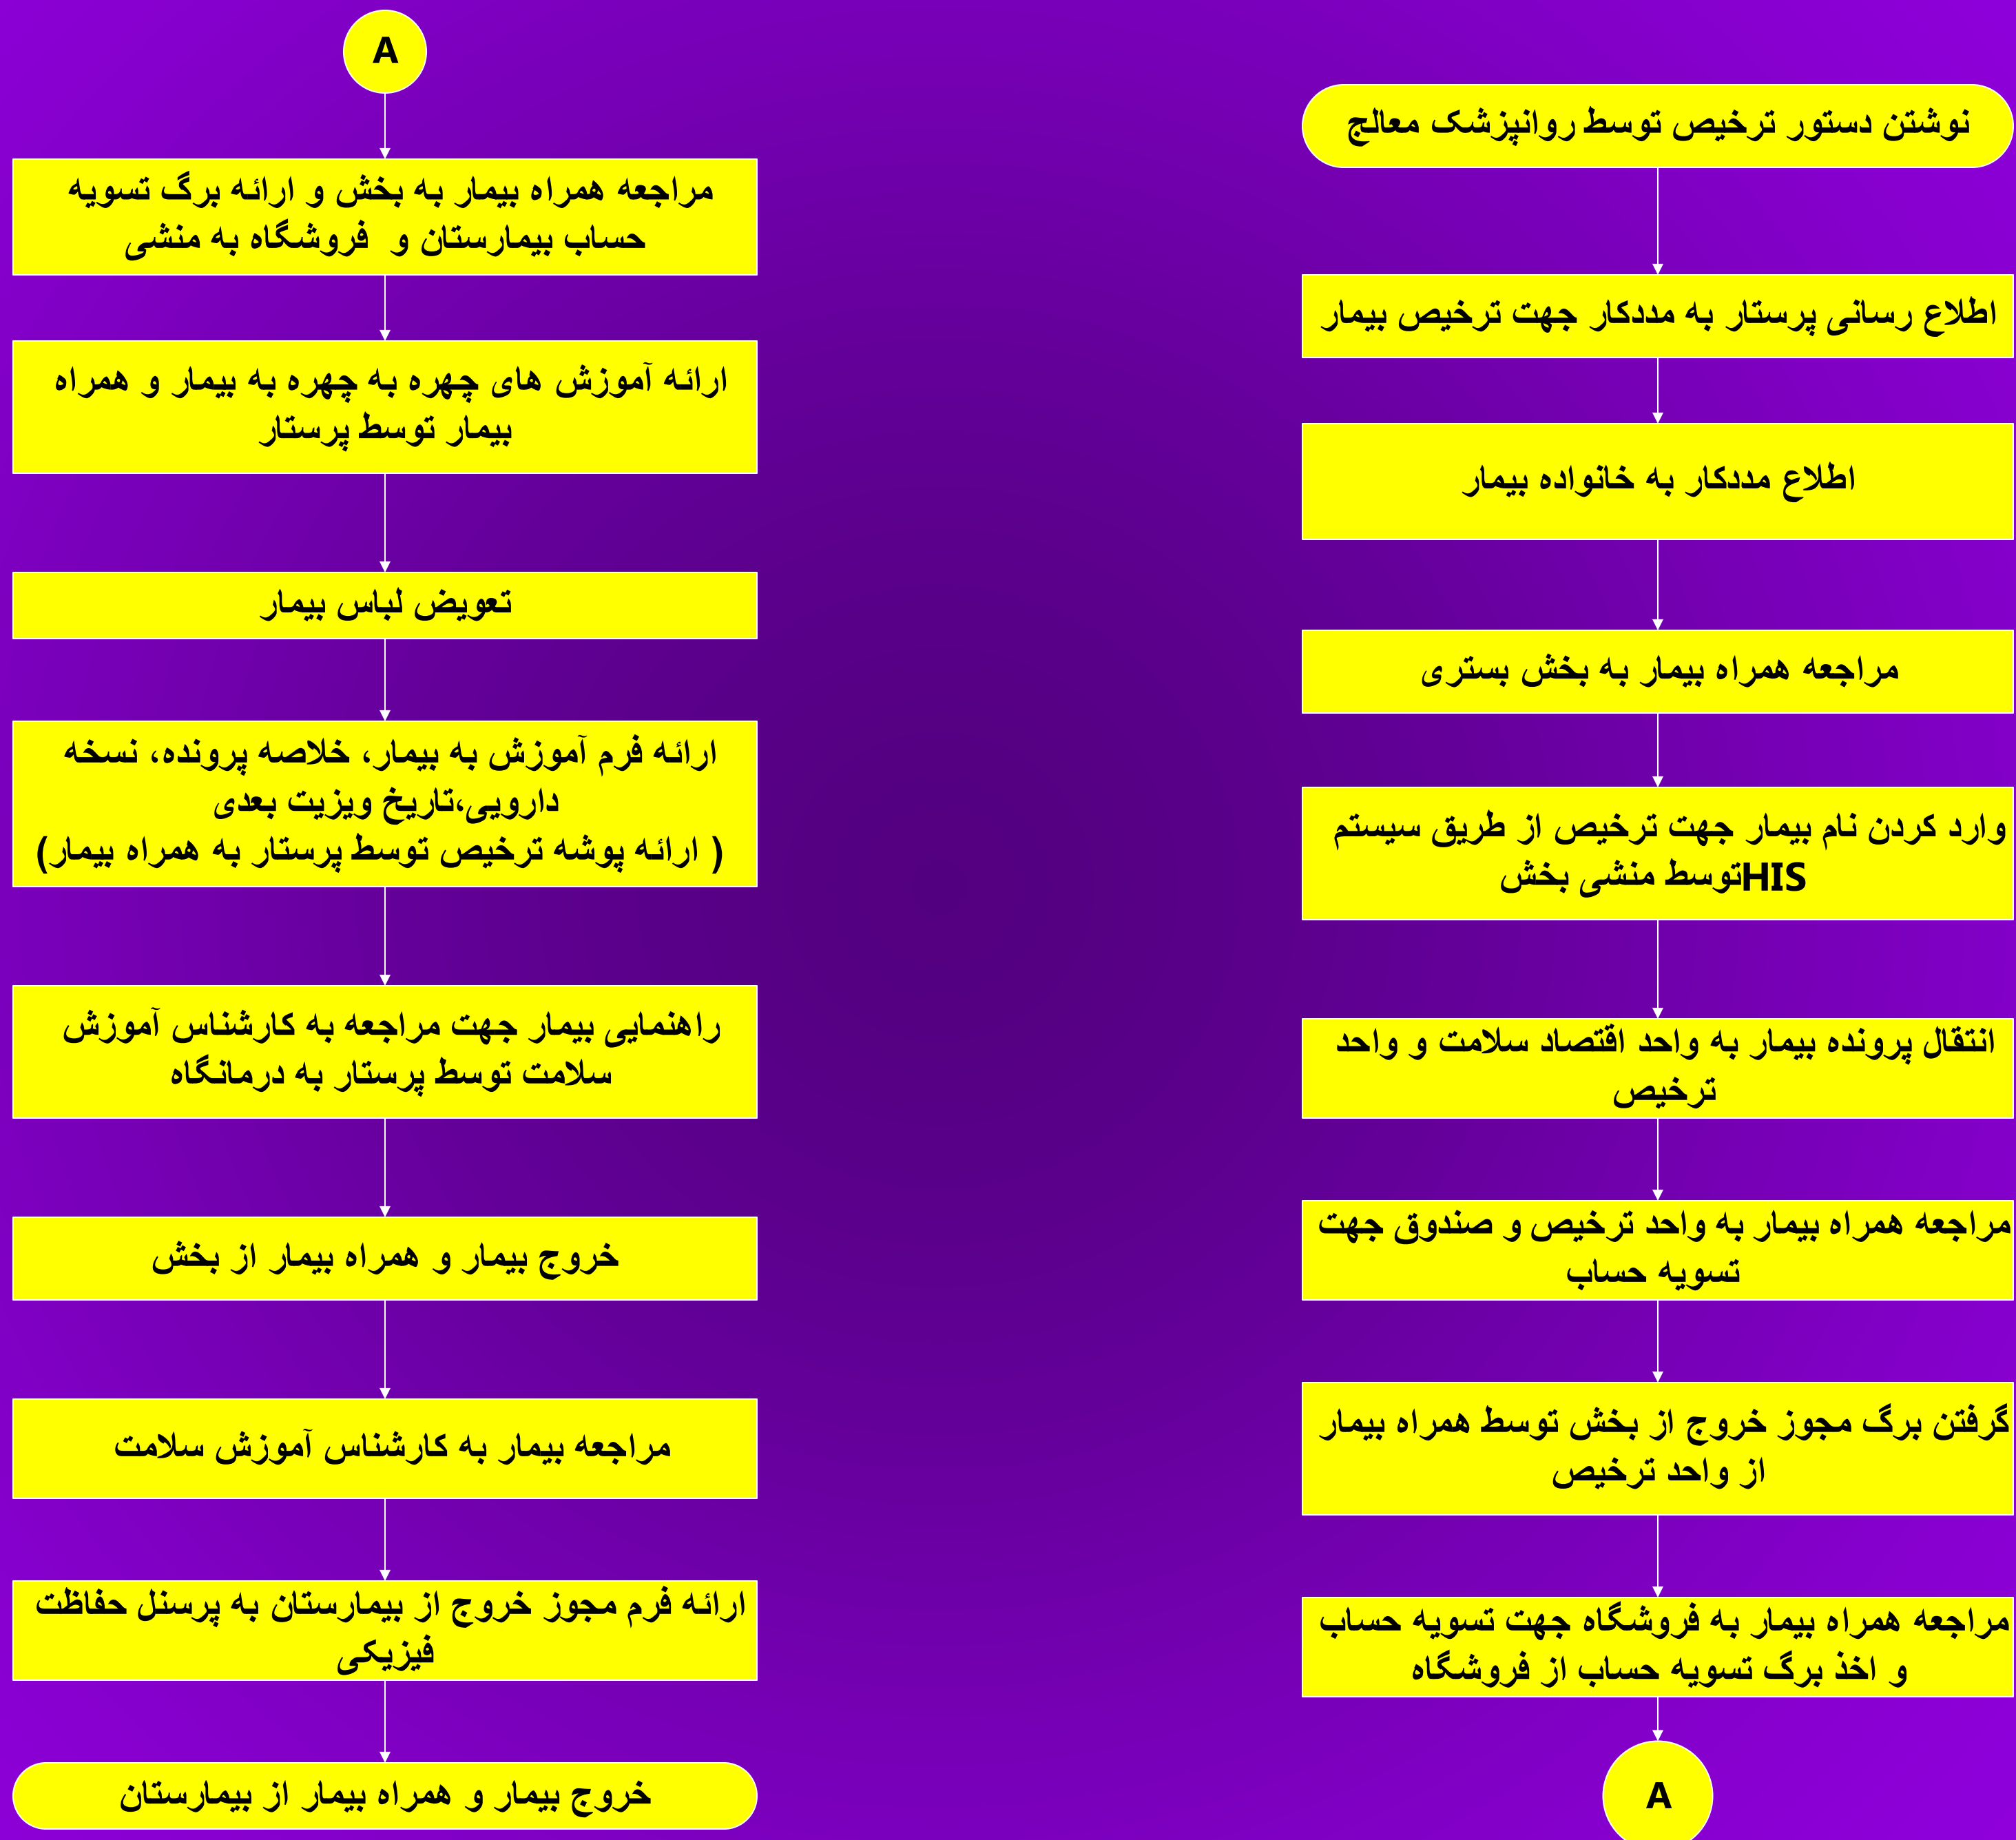 نوشتن دستور ترخیص توسط روانپزشک معالج
اطلاع رسانی پرستار به مددکار جهت ترخیص بیمار
اطلاع مددکار به خانواده بیمار
مراجعه همراه بیمار به بخش بستری
وارد کردن نام بیمار جهت ترخیص از طریق سیستم
HISتوسط منشی بخش
انتقال پرونده بیمار به واحد اقتصاد سلامت و واحد
ترخیص
مراجعه همراه بیمار به واحد ترخیص و صندوق جهت
تسویه حساب
گرفتن برگ مجوز خروج از بخش توسط همراه بیمار
از واحد ترخیص
مراجعه همراه بیمار به فروشگاه جهت تسویه حساب
و اخذ برگ تسویه حساب از فروشگاه
A
A
مراجعه همراه بیمار به بخش و ارائه برگ تسویه
حساب بیمارستان و فروشگاه به منشی
ارائه آموزش های چهره به چهره به بیمار و همراه
بیمار توسط پرستار
تعویض لباس بیمار
ارائه فرم آموزش به بیمار، خلاصه پرونده، نسخه
دارویی،تاریخ ویزیت بعدی
( ارائه پوشه ترخیص توسط پرستار به همراه بیمار)
راهنمایی بیمار جهت مراجعه به کارشناس آموزش
سلامت توسط پرستار به درمانگاه
خروج بیمار و همراه بیمار از بخش
مراجعه بیمار به کارشناس آموزش سلامت
ارائه فرم مجوز خروج از بیمارستان به پرسنل حفاظت
فیزیکی
خروج بیمار و همراه بیمار از بیمارستان